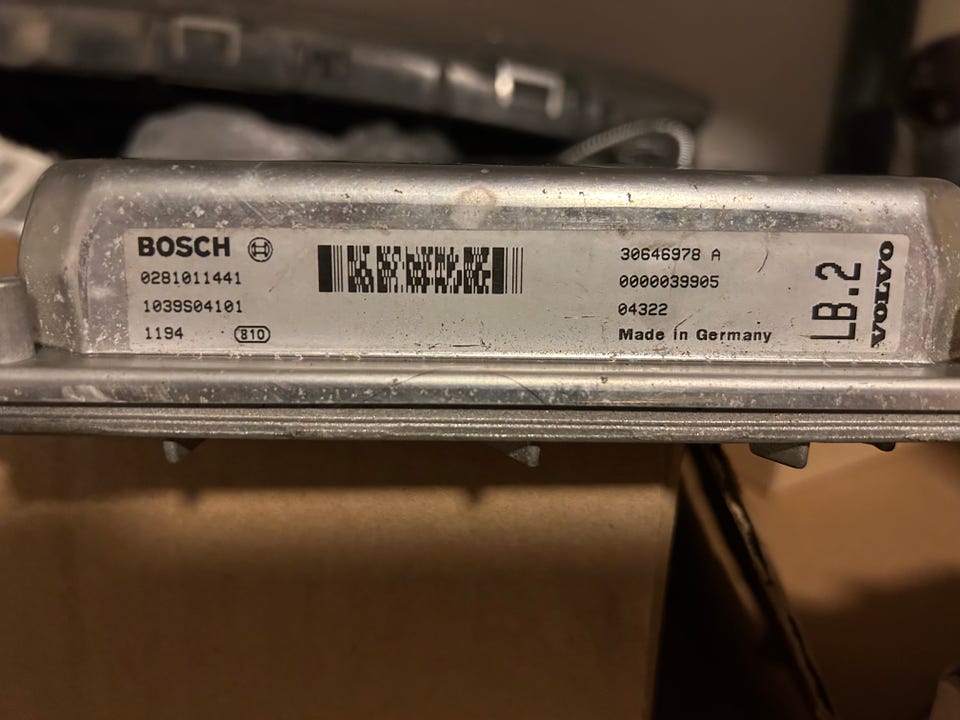 BOSCH
0281011441
1039S04101
1194 810
30646978 A
0000039905
04322
Made in Germany
LB.2
VOLVO